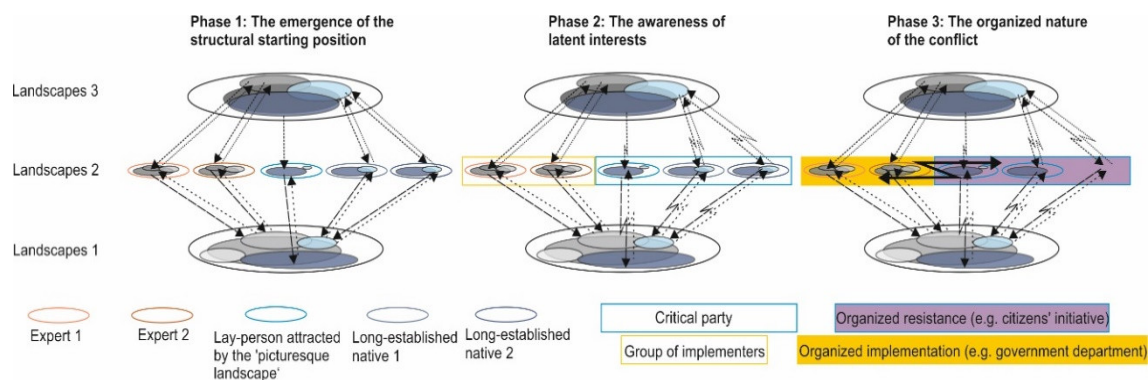 Phase 1: The emergence of the
structural starting position
Phase 2: The awareness of
latent interests
Phase 3: The organized nature
of the conflict
Landscapes 3
Landscapes 2
Landscapes 1
Expert 1
Expert 2
Lay-person attracted
by the 'picturesque
landscape‘
Long-established
native 1
Long-established
native 2
Critical party
Group of implementers
Organized resistance (e.g. citizens' initiative)
Organized implementation (e.g. government department)